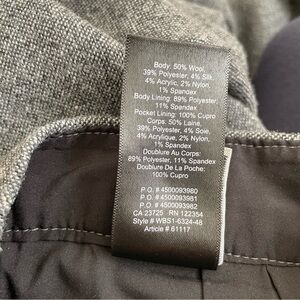 Body: 50% Wool,
39% Polyester, 4% Silk,
4% Acrylic, 2% Nylon,
1% Spandex
Body Lining: 89% Polyester,
11% Spandex
Pocket Lining: 100% Cupro
Corps: 50% Laine,
39% Polyester, 4% Soie,
4% Acrylique, 2% Nylon,
1% Spandex
Doublure Au Corps:
89% Polyester, 11% Spandex
Doublure De La Poche:
100% Cupro
P.O. # 4500093980
P.O. # 4500093981
P.O. # 4500093982
CA 23725 RN 122354
Style # WBS1-6324-48
Article # 61117